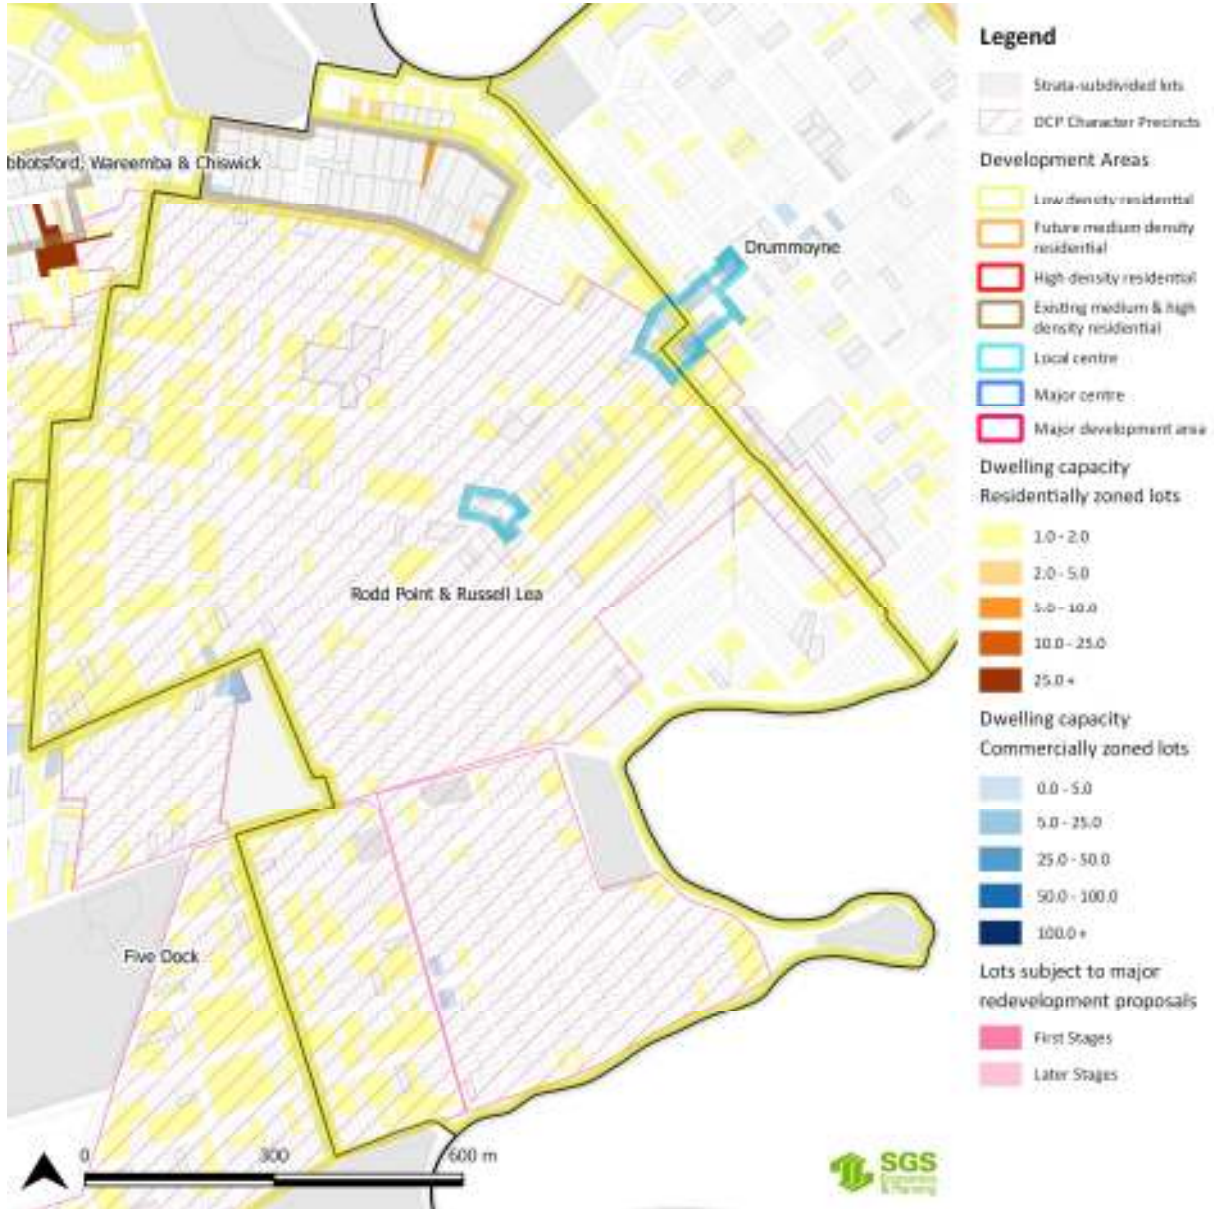 bbotsford, Wareemba & Chiswick
Drummoyne
Rodd Point & Russell Lea
Five Dock
0 300 600 m
Legend
Strata-subdivided lots
DCP Character Precincts
Development Areas
Low density residential
Future medium density
residential
High density residential
Existing medium & high
density residential
Local centre
Major centre
Major development area
Dwelling capacity
Residentially zoned lots
1.0 - 2.0
2.0 - 5.0
5.0 - 10.0
10.0 - 25.0
25.0 +
Dwelling capacity
Commercially zoned lots
0.0 - 5.0
5.0 - 25.0
25.0 - 50.0
50.0 - 100.0
100.0 +
Lots subject to major
redevelopment proposals
First Stages
Later Stages
SGS
Economics
& Planning